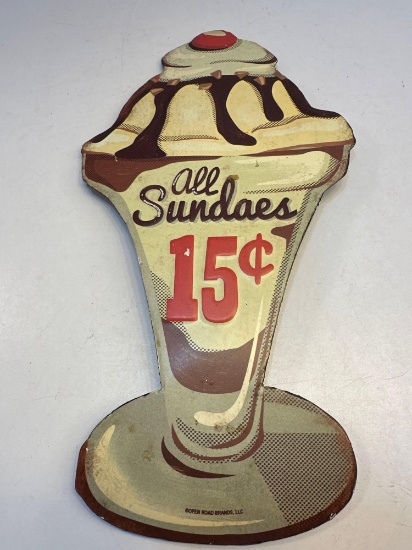 All
Sundaes
15¢
©OPEN ROAD BRANDS, LLC